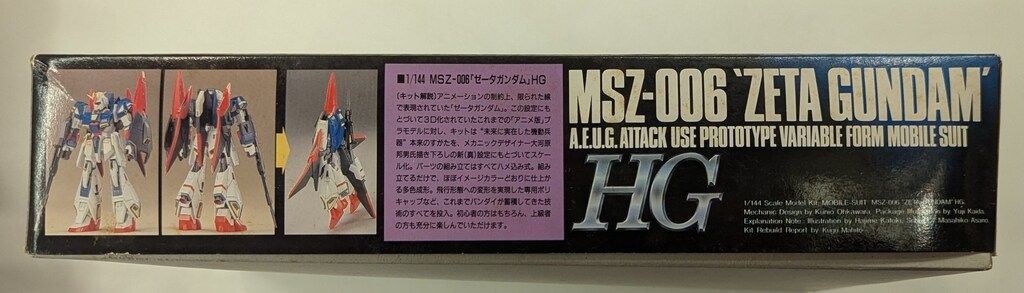 ■1/144 MSZ-006「ゼータガンダム」HG
〔キット解説〕アニメーションの制約上、限られた線
で表現されていた「ゼータガンダム」。この設定にも
とづいて3D化されていたこれまでの"アニメ版"プ
ラモデルに対し、キットは"未来に実在した機動兵
器"本来のすがたを、メカニックデザイナー大河原
邦男氏描き下ろしの新(真)設定にもとづいてスケー
ル化。パーツの組み立てはすべてハメ込み式。組み
立てるだけで、ほぼイメージカラーどおりに仕上が
る多色成形。飛行形態への変形を実現した専用ポリ
キャップなど、これまでバンダイが蓄積してきた技
術のすべてを投入。初心者の方はもちろん、上級者
の方も充分に楽しんでいただけます。
MSZ-006 'ZETA GUNDAM'
A.E.U.G. ATTACK USE PROTOTYPE VARIABLE FORM MOBILE SUIT
HG
1/144 Scale Model Kit: MOBILE-SUIT MSZ-006 "ZETA GUNDAM" HG.
Mechanic Design by Kunio Ohkawara. Package Illustration by Yuji Kaida.
Explanation Note: Illustration by Hajime Katoki, Masahiko Asano.
Kit Rebuild Report by